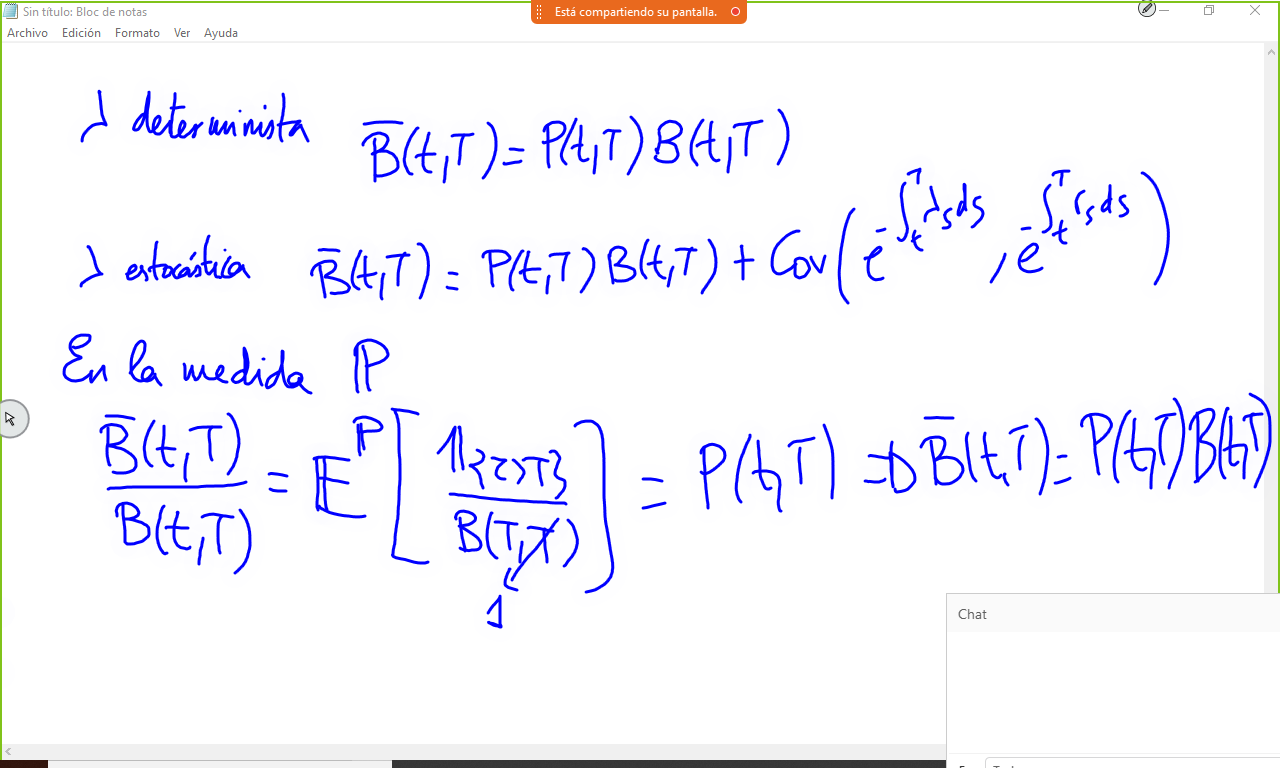 Sin título: Bloc de notas
Está compartiendo su pantalla.
Archivo Edición Formato Ver Ayuda
λ determinista B̅(t,T) = P(t,T) B(t,T)
λ estocástica B̅(t,T) = P(t,T) B(t,T) + Cov(e^{-∫_t^T λ_s ds}, e^{-∫_t^T r_s ds})
En la medida ℙ
B̅(t,T)/B(t,T) = 𝔼^ℙ[𝟙{τ>T}/B(T,T)] = P(t,T) ⇒ B̅(t,T) = P(t,T) B(t,T)
1
Chat